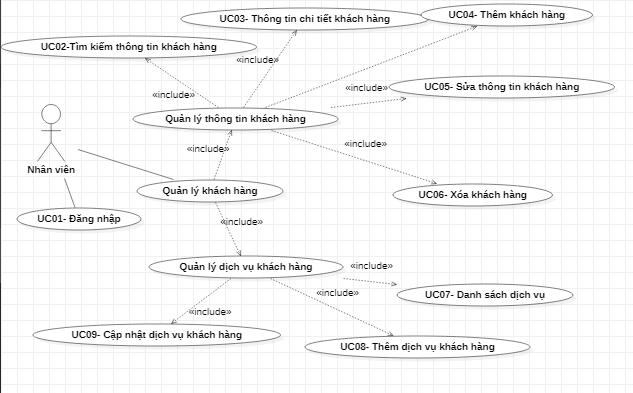 UC03- Thông tin chi tiết khách hàng
UC04- Thêm khách hàng
UC02-Tìm kiếm thông tin khách hàng
«include»
UC05- Sửa thông tin khách hàng
«include»
«include»
Quản lý thông tin khách hàng
«include»
«include»
Nhân viên
Quản lý khách hàng
UC06- Xóa khách hàng
UC01- Đăng nhập
«include»
Quản lý dịch vụ khách hàng
«include»
«include»
UC07- Danh sách dịch vụ
«include»
UC09- Cập nhật dịch vụ khách hàng
UC08- Thêm dịch vụ khách hàng